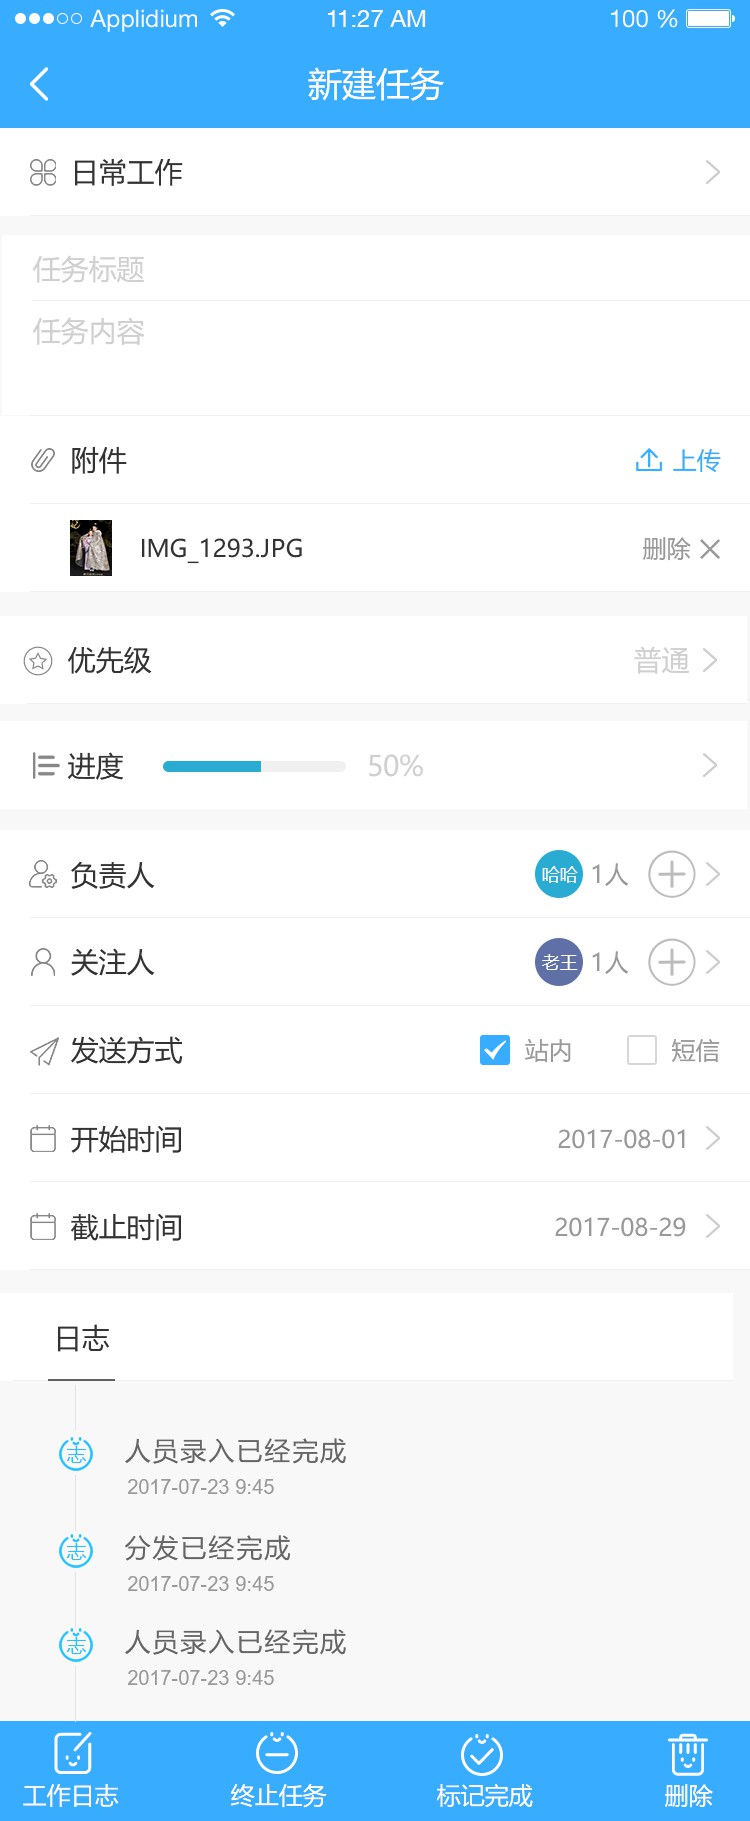 Applidium 11:27 AM 100 %
新建任务
日常工作
任务标题
任务内容
附件 上传
IMG_1293.JPG 删除
优先级 普通
进度 50%
负责人 哈哈 1人
关注人 老王 1人
发送方式 站内 短信
开始时间 2017-08-01
截止时间 2017-08-29
日志
志 人员录入已经完成
2017-07-23 9:45
志 分发已经完成
2017-07-23 9:45
志 人员录入已经完成
2017-07-23 9:45
工作日志 终止任务 标记完成 删除